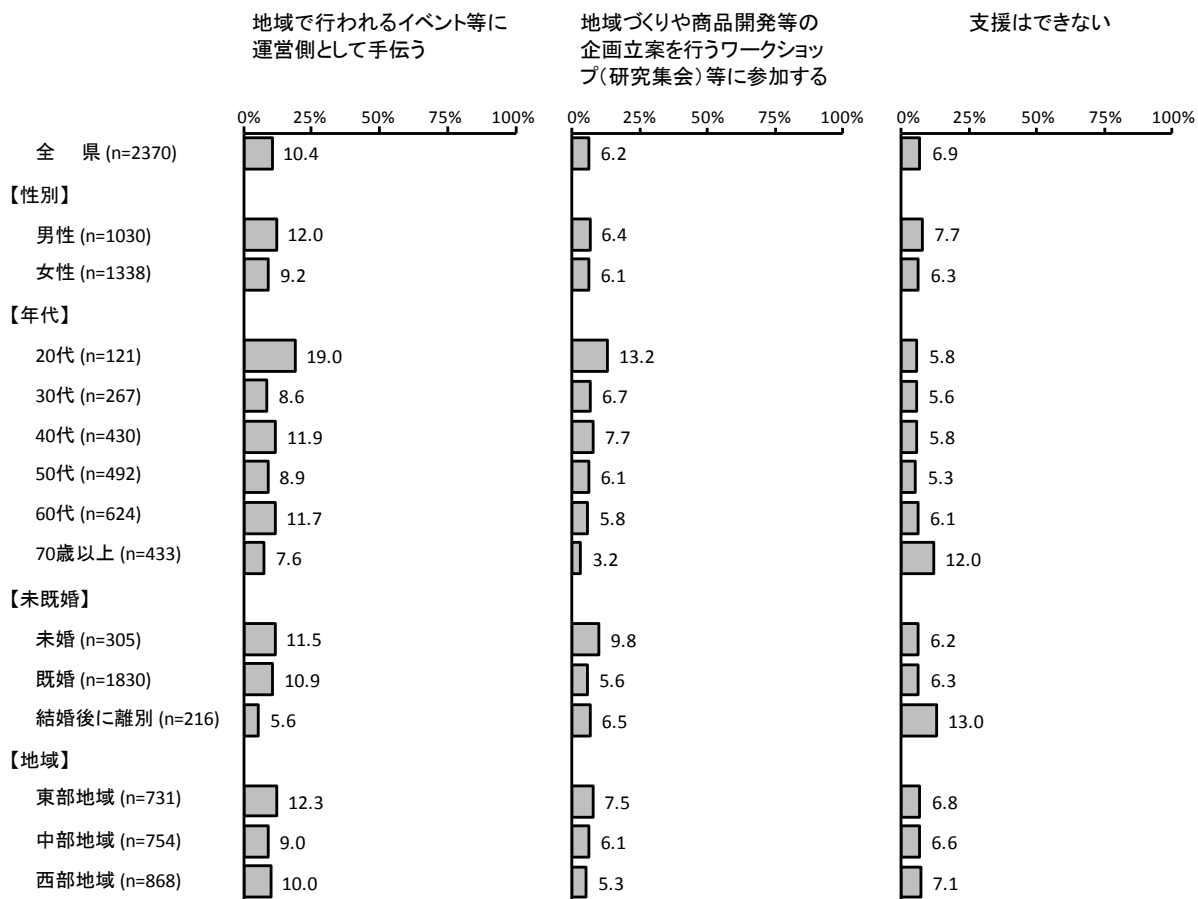 地域で行われるイベント等に
運営側として手伝う
地域づくりや商品開発等の
企画立案を行うワークショッ
プ(研究集会)等に参加する
支援はできない
0% 25% 50% 75% 100% 0% 25% 50% 75% 100% 0% 25% 50% 75% 100%
全 県 (n=2370) 10.4 6.2 6.9
【性別】
男性 (n=1030) 12.0 6.4 7.7
女性 (n=1338) 9.2 6.1 6.3
【年代】
20代 (n=121) 19.0 13.2 5.8
30代 (n=267) 8.6 6.7 5.6
40代 (n=430) 11.9 7.7 5.8
50代 (n=492) 8.9 6.1 5.3
60代 (n=624) 11.7 5.8 6.1
70歳以上 (n=433) 7.6 3.2 12.0
【未既婚】
未婚 (n=305) 11.5 9.8 6.2
既婚 (n=1830) 10.9 5.6 6.3
結婚後に離別 (n=216) 5.6 6.5 13.0
【地域】
東部地域 (n=731) 12.3 7.5 6.8
中部地域 (n=754) 9.0 6.1 6.6
西部地域 (n=868) 10.0 5.3 7.1